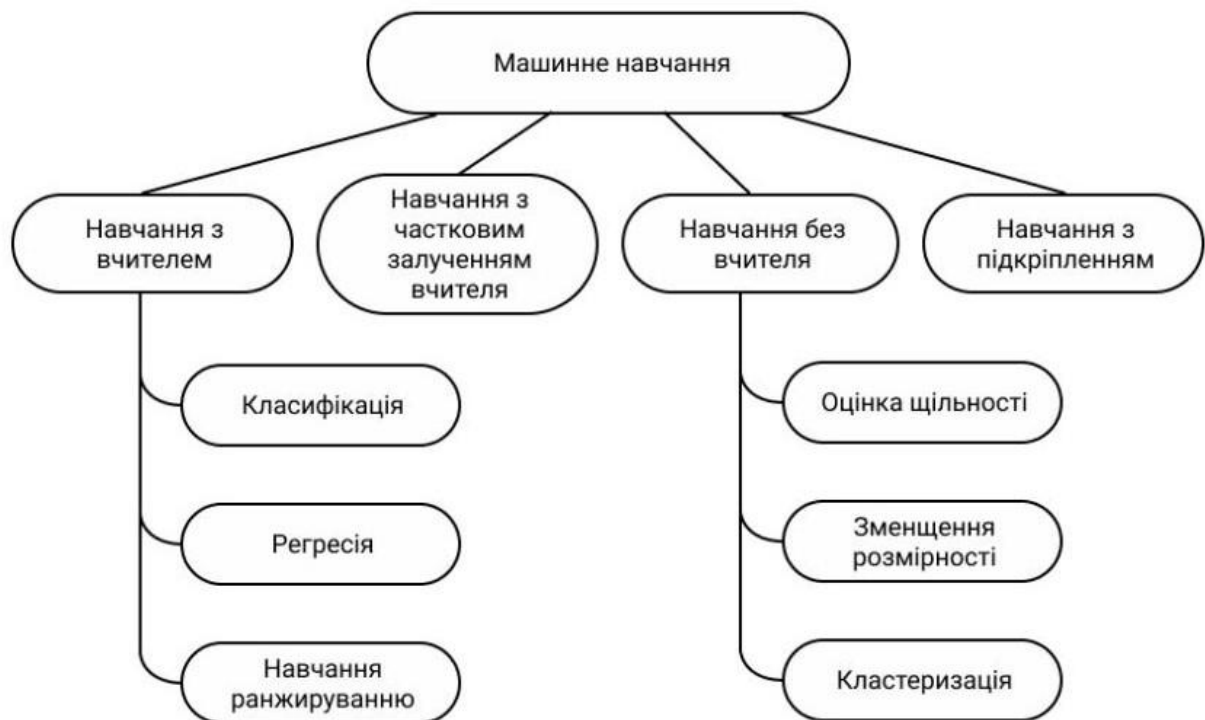 Машинне навчання
Навчання з
вчителем
Навчання з
частковим
залученням
вчителя
Навчання без
вчителя
Навчання з
підкріпленням
Класифікація
Регресія
Навчання
ранжируванню
Оцінка щільності
Зменщення
розмірності
Кластеризація